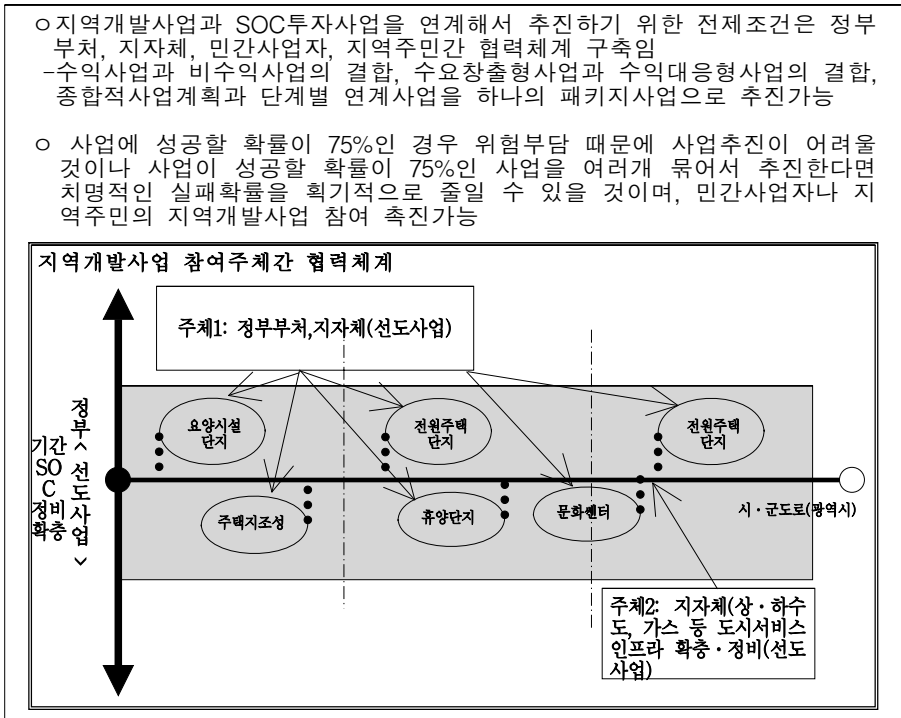 ㅇ지역개발사업과 SOC투자사업을 연계해서 추진하기 위한 전제조건은 정부
부처, 지자체, 민간사업자, 지역주민간 협력체계 구축임
-수익사업과 비수익사업의 결합, 수요창출형사업과 수익대응형사업의 결합,
종합적사업계획과 단계별 연계사업을 하나의 패키지사업으로 추진가능
ㅇ 사업에 성공할 확률이 75%인 경우 위험부담 때문에 사업추진이 어려울
것이나 사업이 성공할 확률이 75%인 사업을 여러개 묶어서 추진한다면
치명적인 실패확률을 획기적으로 줄일 수 있을 것이며, 민간사업자나 지
역주민의 지역개발사업 참여 촉진가능
지역개발사업 참여주체간 협력체계
주체1: 정부부처,지자체(선도사업)
정부<선도사업>
기간
SO
C
정비
확충
요양시설
단지
전원주택
단지
전원주택
단지
주택지조성
휴양단지
문화쎈터
시·군도로(광역시)
주체2: 지자체(상·하수
도, 가스 등 도시서비스
인프라 확충·정비(선도
사업)